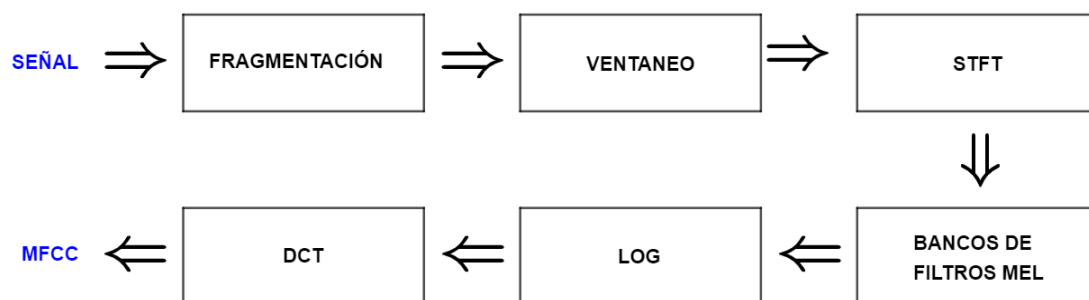 SEÑAL
FRAGMENTACIÓN
VENTANEO
STFT
BANCOS DE
FILTROS MEL
LOG
DCT
MFCC